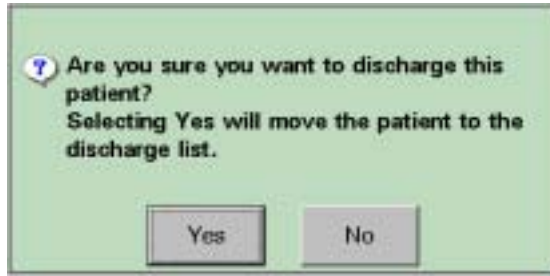 Are you sure you want to discharge this
patient?
Selecting Yes will move the patient to the
discharge list.
Yes No